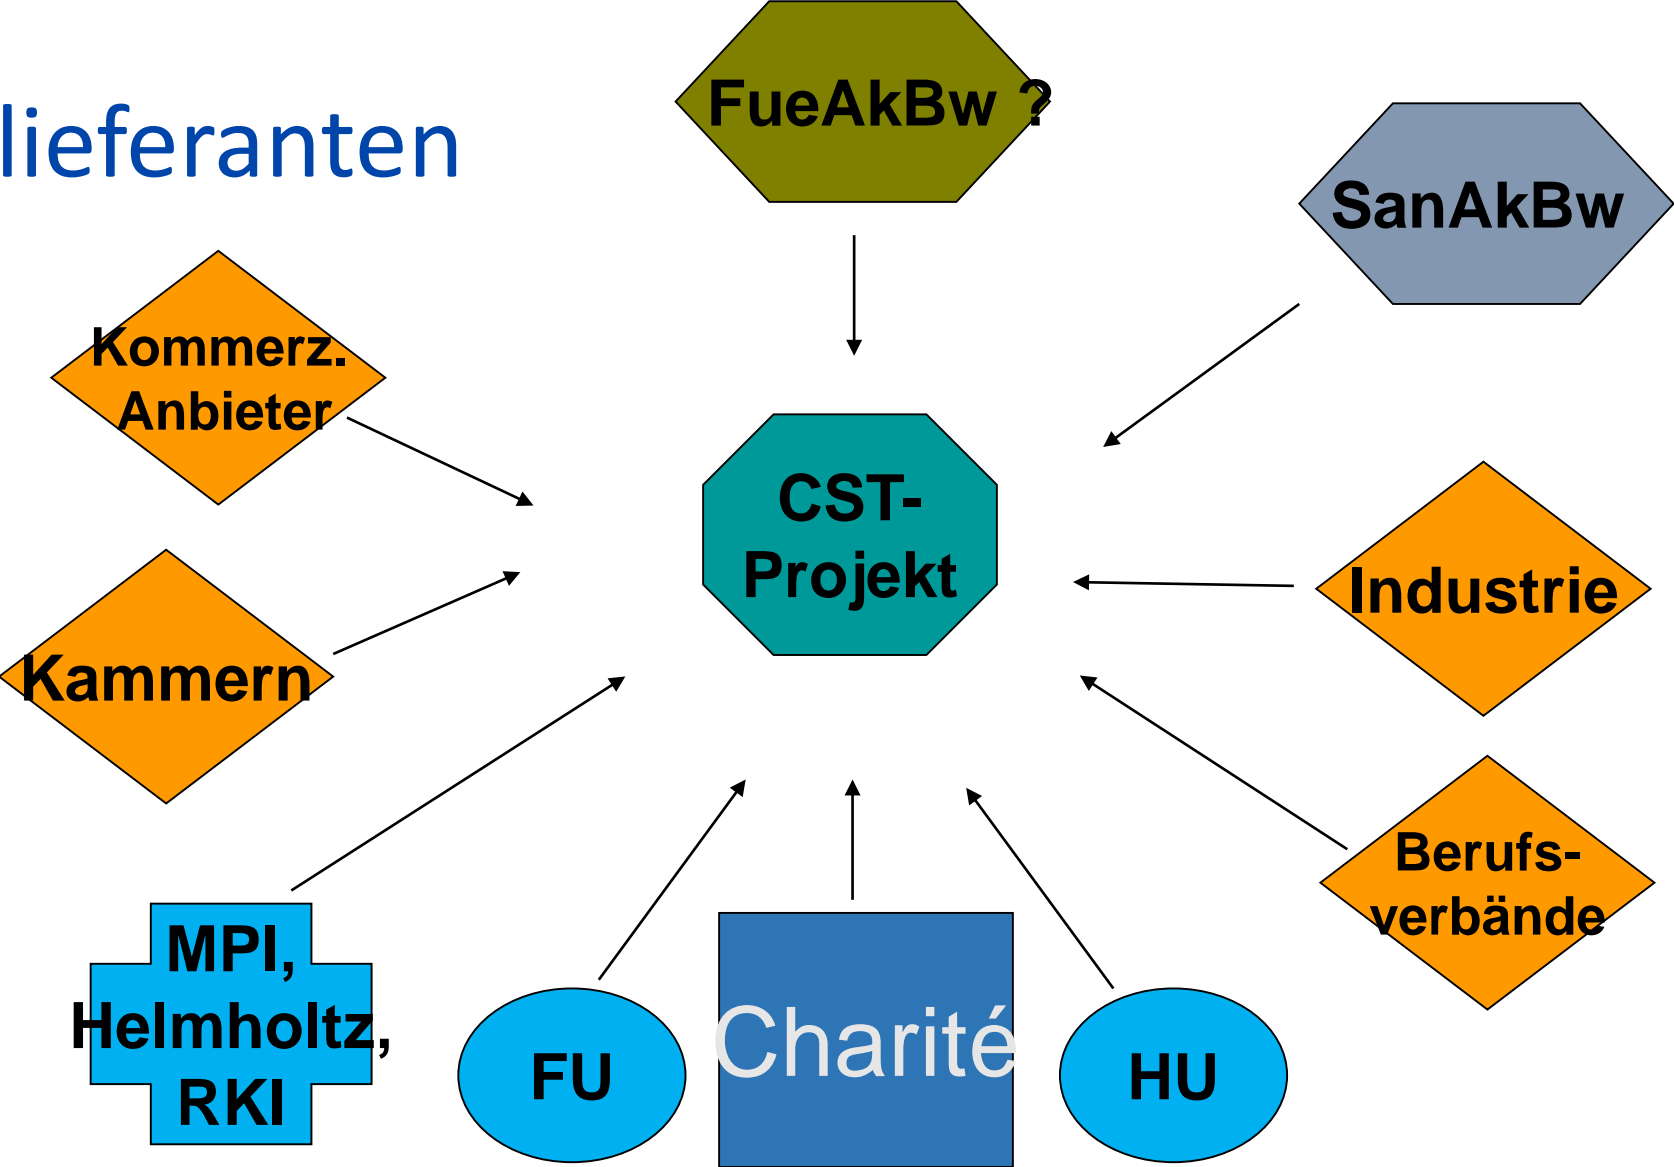 FueAkBw ?
lieferanten
SanAkBw
Kommerz.
Anbieter
CST-
Projekt
Industrie
Kammern
Berufs-
verbände
MPI,
Helmholtz,
RKI
FU
Charité
HU